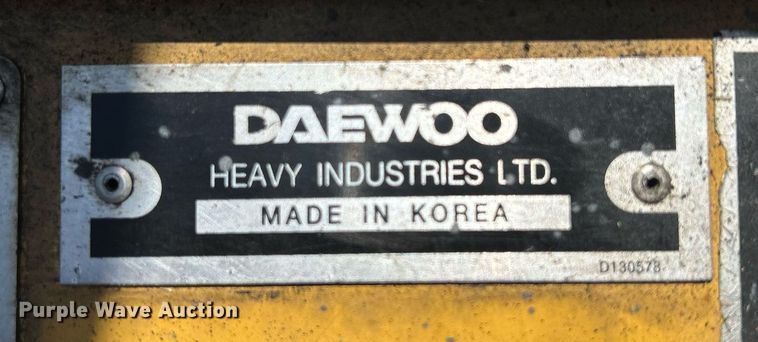 DAEWOO
HEAVY INDUSTRIES LTD.
MADE IN KOREA
D130578
Purple Wave Auction